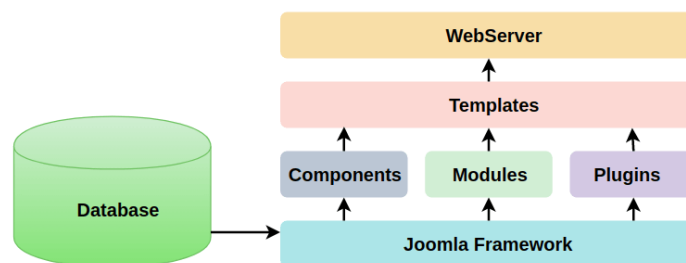 WebServer
Templates
Components
Modules
Plugins
Database
Joomla Framework